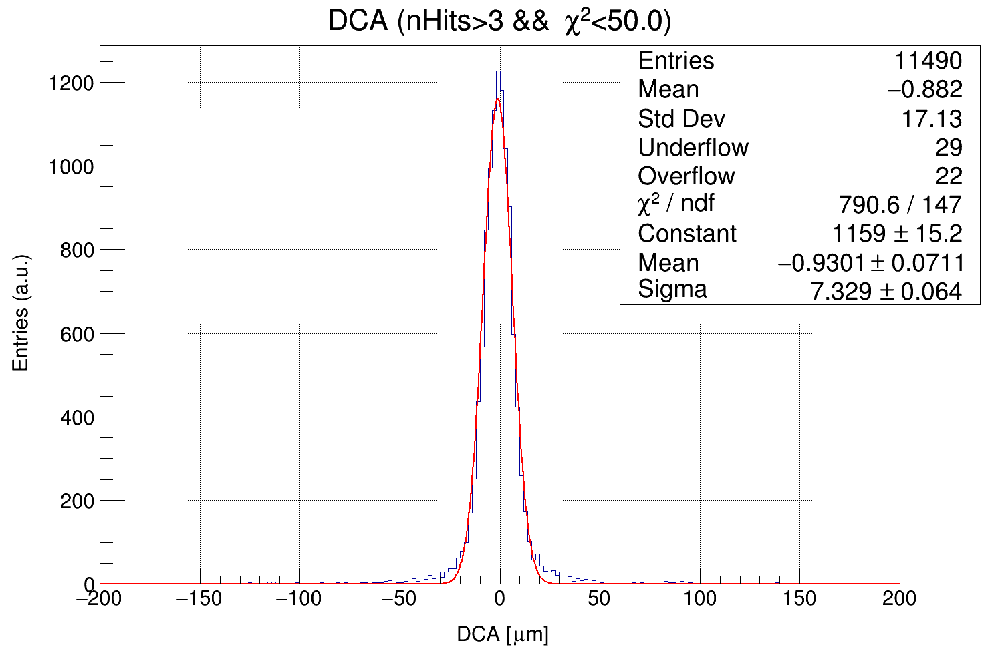 DCA (nHits>3 && χ²<50.0)
Entries 11490
Mean −0.882
Std Dev 17.13
Underflow 29
Overflow 22
χ² / ndf 790.6 / 147
Constant 1159 ± 15.2
Mean −0.9301 ± 0.0711
Sigma 7.329 ± 0.064
1200
1000
800
600
400
200
0
Entries (a.u.)
−200 −150 −100 −50 0 50 100 150 200
DCA [μm]